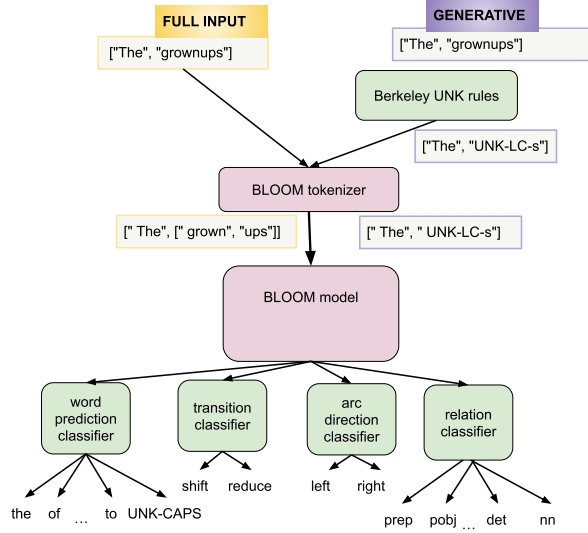 FULL INPUT
GENERATIVE
["The", "grownups"]
["The", "grownups"]
Berkeley UNK rules
["The", "UNK-LC-s"]
BLOOM tokenizer
[" The", [" grown", "ups"]]
[" The", " UNK-LC-s"]
BLOOM model
word
prediction
classifier
transition
classifier
arc
direction
classifier
relation
classifier
shift
reduce
left
right
the
of
...
to
UNK-CAPS
prep
pobj
...
det
nn